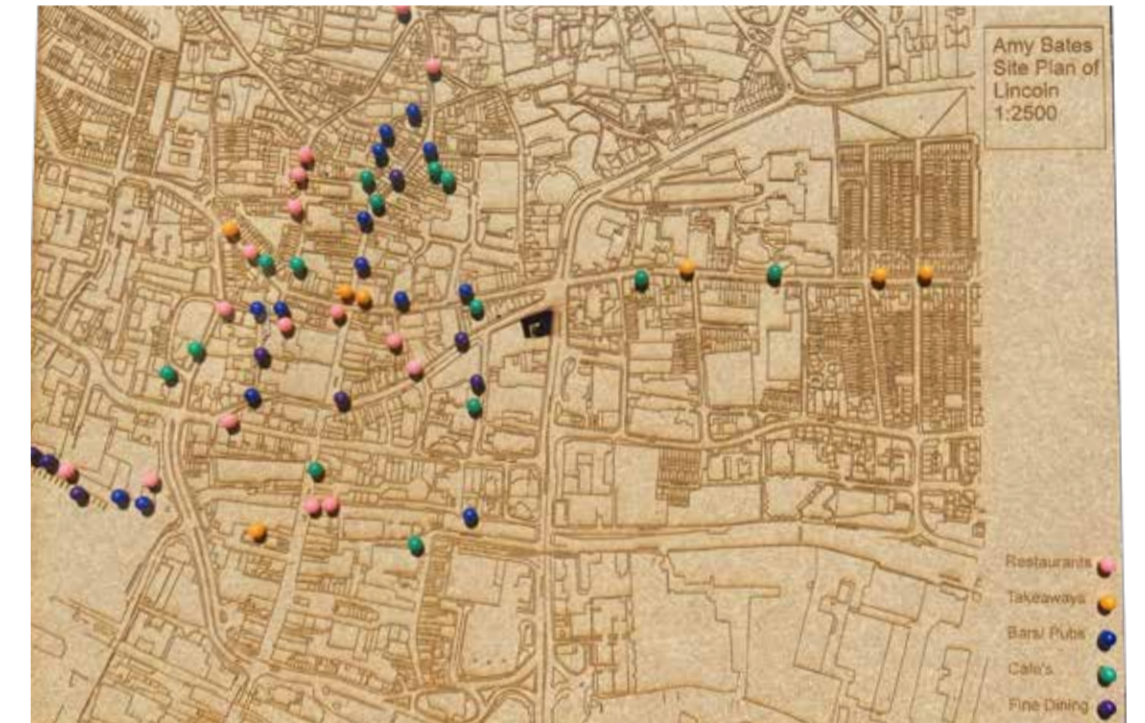 Amy Bates
Site Plan of
Lincoln
1:2500
Restaurants
Takeaways
Bars/ Pubs
Cafe's
Fine Dining